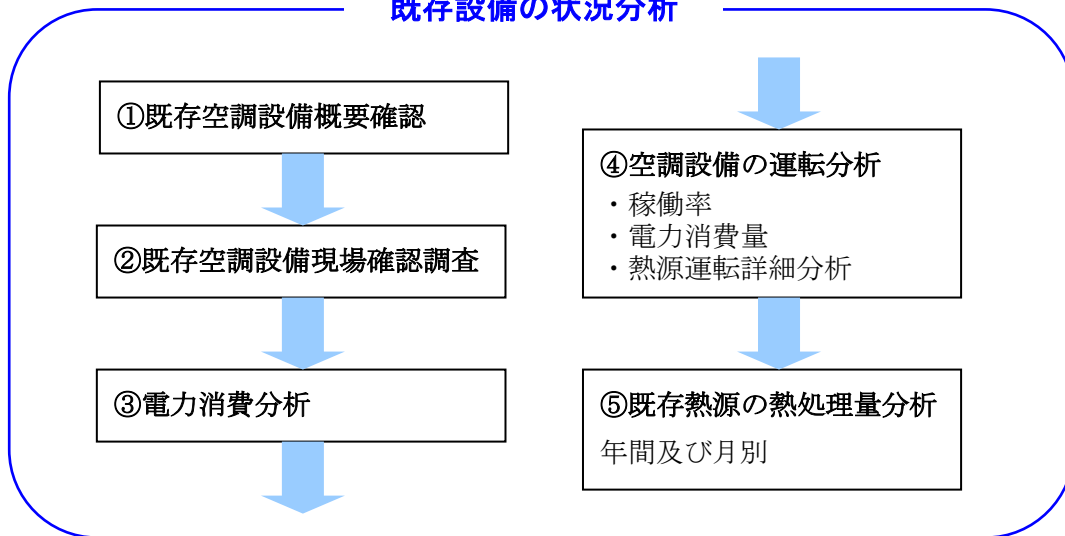 既存設備の状況分析
①既存空調設備概要確認
②既存空調設備現場確認調査
③電力消費分析
④空調設備の運転分析
・稼働率
・電力消費量
・熱源運転詳細分析
⑤既存熱源の熱処理量分析
年間及び月別